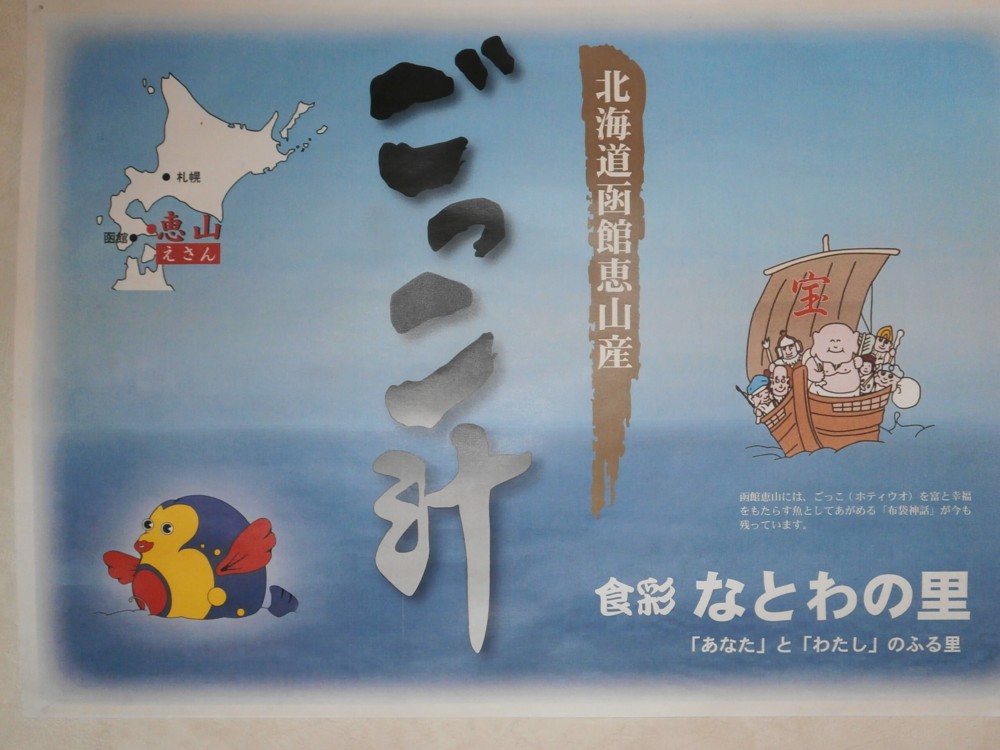 北海道函館恵山産
ごっこ汁
札幌
函館
恵山
えさん
宝
函館恵山には、ごっこ（ホテイウオ）を富と幸福
をもたらす魚としてあがめる「布袋神話」が今も
残っています。
食彩 なとわの里
「あなた」と「わたし」のふる里